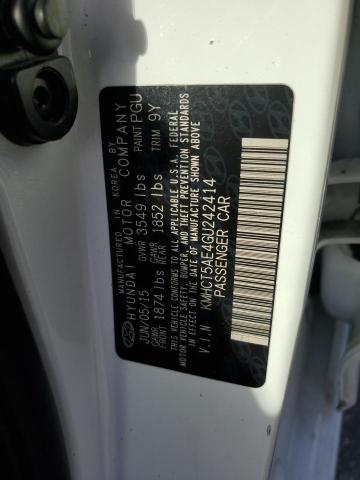 MANUFACTURED IN KOREA BY
HYUNDAI MOTOR COMPANY
JUN/05/15 GVWR 3549 lbs PAINT PGU
GAWR FRONT 1874 lbs GAWR REAR 1852 lbs TRIM 9Y
THIS VEHICLE CONFORMS TO ALL APPLICABLE U.S.A. FEDERAL
MOTOR VEHICLE SAFETY, BUMPER, AND THEFT PREVENTION STANDARDS
IN EFFECT ON THE DATE OF MANUFACTURE SHOWN ABOVE
V.I.N KMHCT5AE4GU242414
PASSENGER CAR